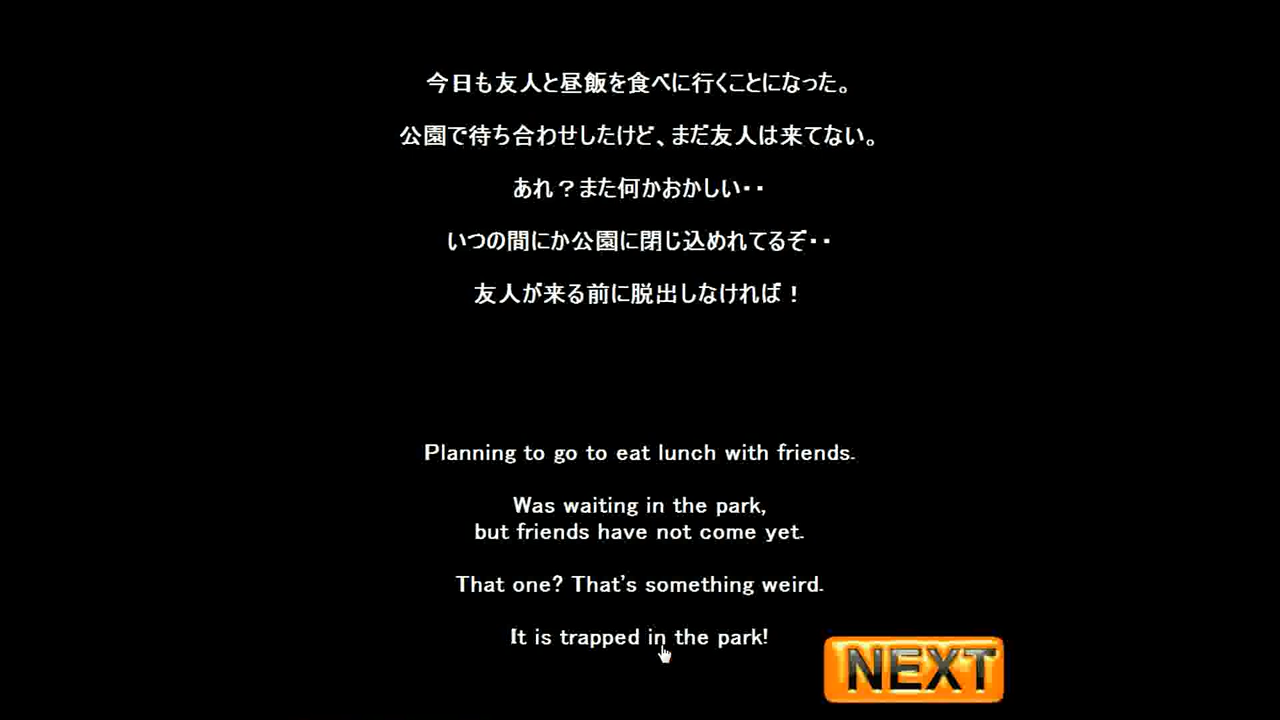 今日も友人と昼飯を食べに行くことになった。
公園で待ち合わせしたけど、まだ友人は来てない。
あれ？また何かおかしい・・
いつの間にか公園に閉じ込めれてるぞ・・
友人が来る前に脱出しなければ！
Planning to go to eat lunch with friends.
Was waiting in the park,
but friends have not come yet.
That one? That's something weird.
It is trapped in the park!
NEXT